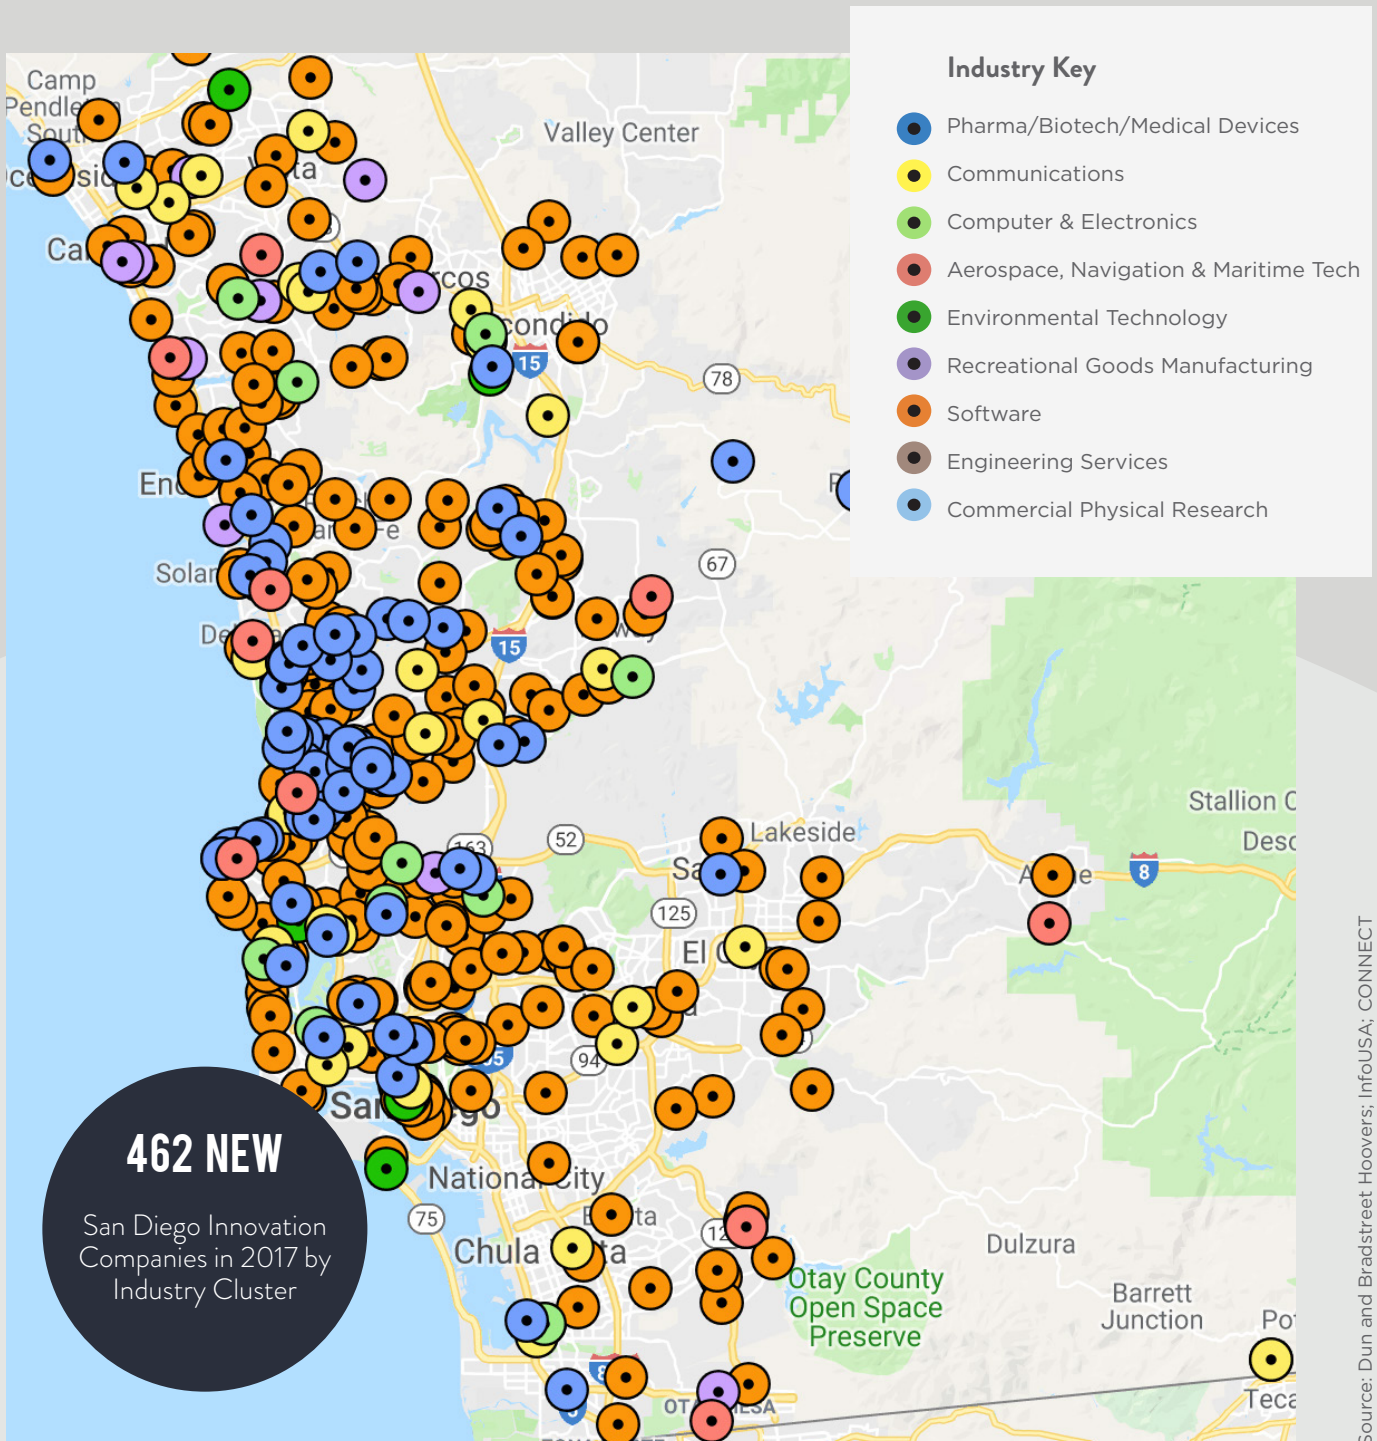 Industry Key
Pharma/Biotech/Medical Devices
Communications
Computer & Electronics
Aerospace, Navigation & Maritime Tech
Environmental Technology
Recreational Goods Manufacturing
Software
Engineering Services
Commercial Physical Research
Camp
Valley Center
15
78
67
15
Stallion
52
Lakeside
163
8
125
94
National City
75
Chula
Dulzura
Otay County
Open Space
Preserve
Barrett
Junction
462 NEW
San Diego Innovation
Companies in 2017 by
Industry Cluster
Source: Dun and Bradstreet Hoovers; InfoUSA; CONNECT